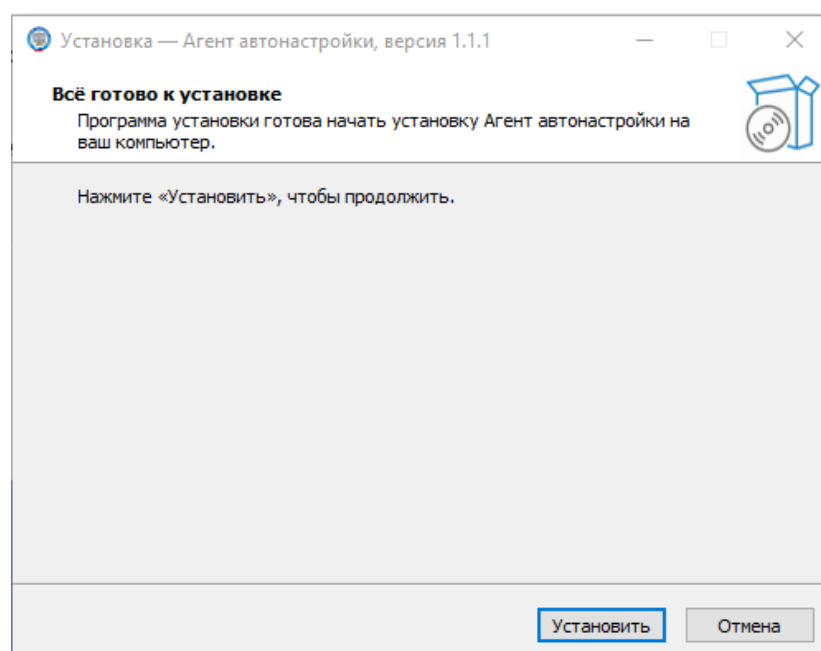 Установка — Агент автонастройки, версия 1.1.1
Всё готово к установке
Программа установки готова начать установку Агент автонастройки на
ваш компьютер.
Нажмите «Установить», чтобы продолжить.
Установить
Отмена